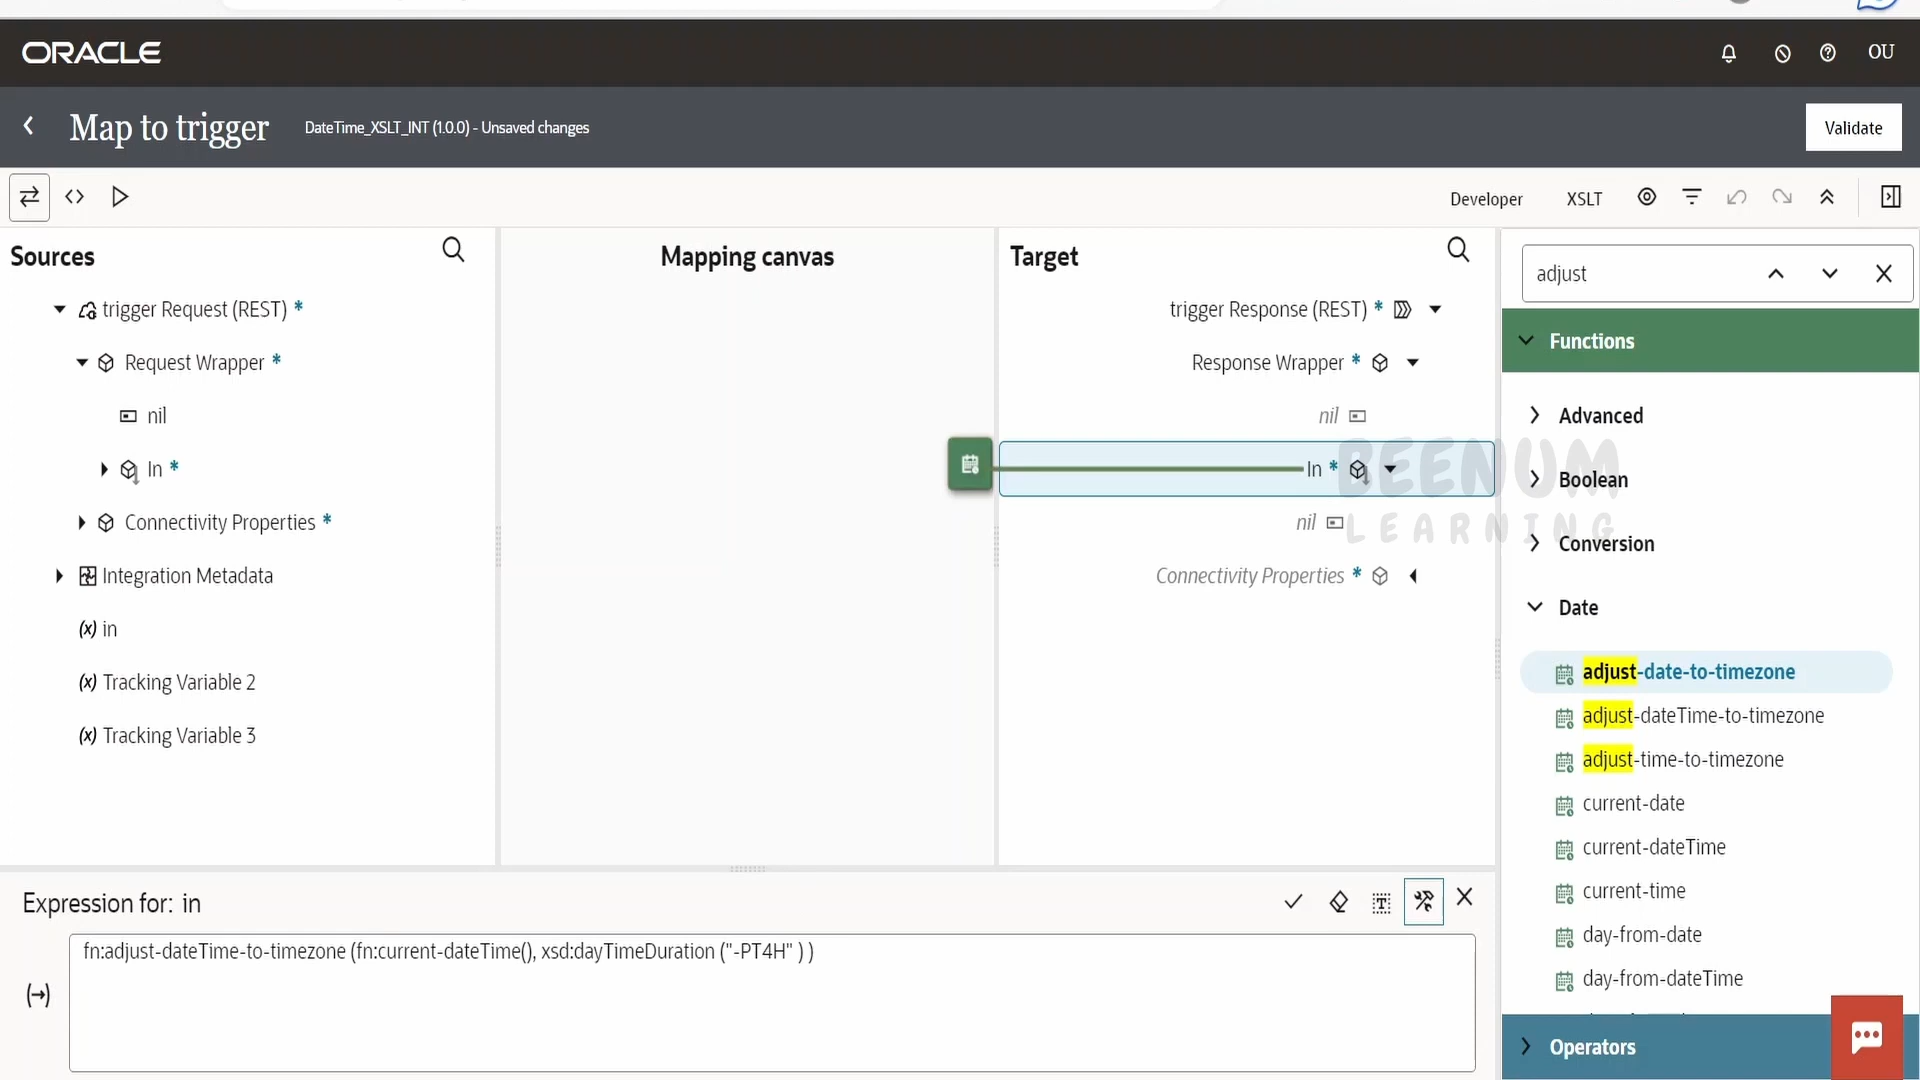 ORACLE
OU
Map to trigger
DateTime_XSLT_INT (1.0.0) - Unsaved changes
Validate
Developer
XSLT
Sources
Mapping canvas
Target
adjust
trigger Request (REST) *
Request Wrapper *
nil
In *
Connectivity Properties *
Integration Metadata
(x) in
(x) Tracking Variable 2
(x) Tracking Variable 3
trigger Response (REST) *
Response Wrapper *
nil
In *
nil
Connectivity Properties *
BEENUM
LEARNING
Functions
Advanced
Boolean
Conversion
Date
adjust-date-to-timezone
adjust-dateTime-to-timezone
adjust-time-to-timezone
current-date
current-dateTime
current-time
day-from-date
day-from-dateTime
Operators
Expression for: in
fn:adjust-dateTime-to-timezone (fn:current-dateTime(), xsd:dayTimeDuration ("-PT4H" ) )